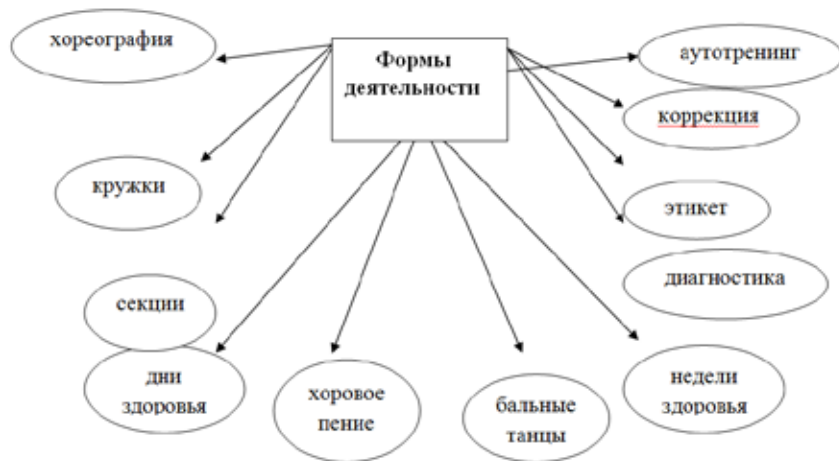 хореография
Формы
деятельности
аутотренинг
коррекция
кружки
этикет
диагностика
секции
дни
здоровья
хоровое
пение
бальные
танцы
недели
здоровья